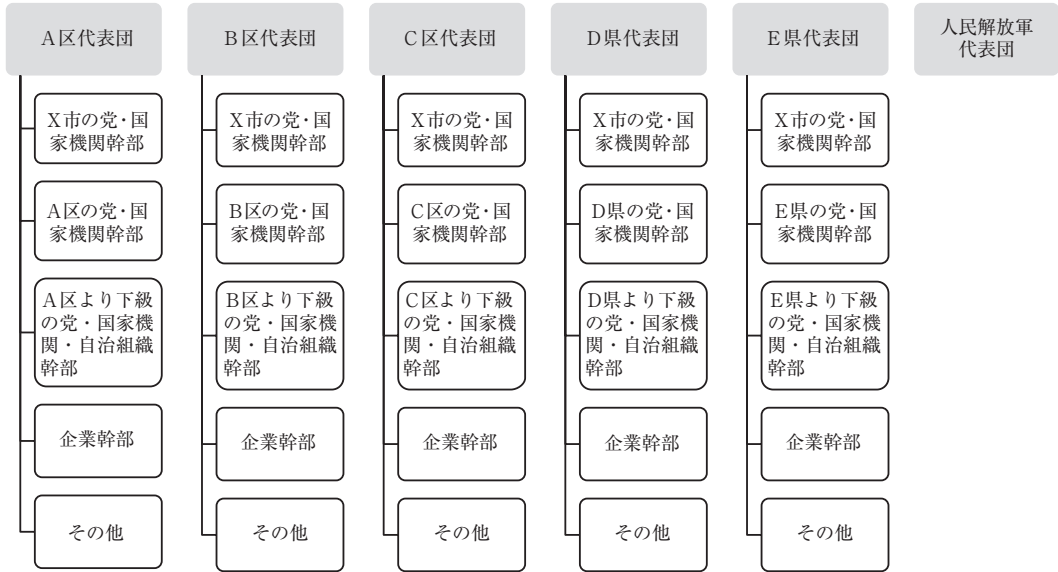 A区代表団
X市の党・国
家機関幹部
A区の党・国
家機関幹部
A区より下級
の党・国家機
関・自治組織
幹部
企業幹部
その他
B区代表団
X市の党・国
家機関幹部
B区の党・国
家機関幹部
B区より下級
の党・国家機
関・自治組織
幹部
企業幹部
その他
C区代表団
X市の党・国
家機関幹部
C区の党・国
家機関幹部
C区より下級
の党・国家機
関・自治組織
幹部
企業幹部
その他
D県代表団
X市の党・国
家機関幹部
D県の党・国
家機関幹部
D県より下級
の党・国家機
関・自治組織
幹部
企業幹部
その他
E県代表団
X市の党・国
家機関幹部
E県の党・国
家機関幹部
E県より下級
の党・国家機
関・自治組織
幹部
企業幹部
その他
人民解放軍
代表団